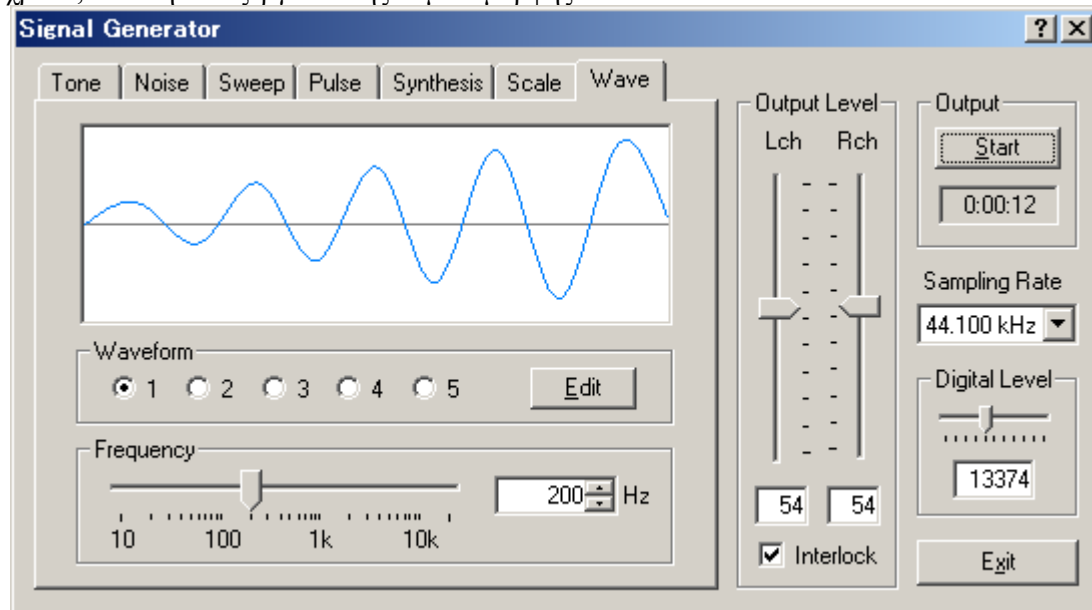 Signal Generator
Tone Noise Sweep Pulse Synthesis Scale Wave
Waveform
1 2 3 4 5 Edit
Frequency
200 Hz
10 100 1k 10k
Output Level
Lch Rch
54 54
Interlock
Output
Start
0:00:12
Sampling Rate
44.100 kHz
Digital Level
13374
Exit